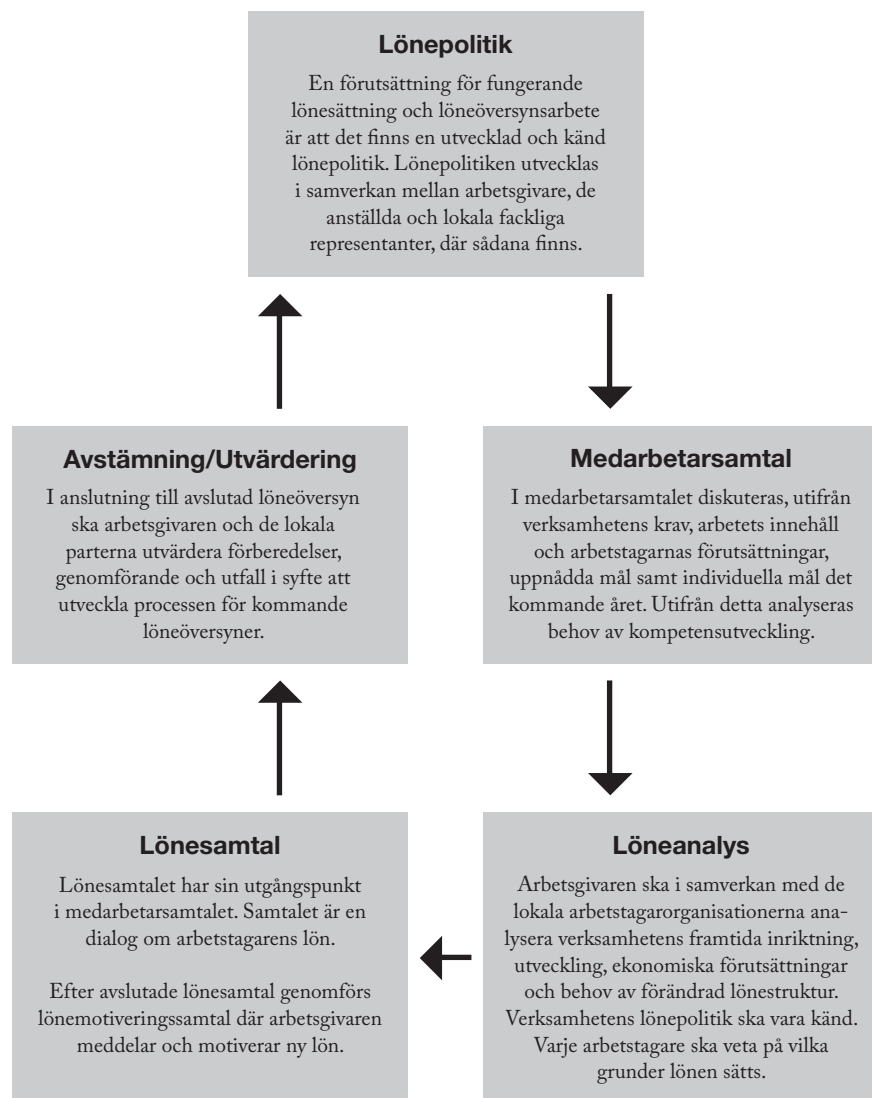 Lönepolitik
En förutsättning för fungerande
lönesättning och löneöversynsarbete
är att det finns en utvecklad och känd
lönepolitik. Lönepolitiken utvecklas
i samverkan mellan arbetsgivare, de
anställda och lokala fackliga
representanter, där sådana finns.
Medarbetarsamtal
I medarbetarsamtalet diskuteras, utifrån
verksamhetens krav, arbetets innehåll
och arbetstagarnas förutsättningar,
uppnådda mål samt individuella mål det
kommande året. Utifrån detta analyseras
behov av kompetensutveckling.
Löneanalys
Arbetsgivaren ska i samverkan med de
lokala arbetstagarorganisationerna ana-
lysera verksamhetens framtida inriktning,
utveckling, ekonomiska förutsättningar
och behov av förändrad lönestruktur.
Verksamhetens lönepolitik ska vara känd.
Varje arbetstagare ska veta på vilka
grunder lönen sätts.
Lönesamtal
Lönesamtalet har sin utgångspunkt
i medarbetarsamtalet. Samtalet är en
dialog om arbetstagarens lön.
Efter avslutade lönesamtal genomförs
lönemotiveringssamtal där arbetsgivaren
meddelar och motiverar ny lön.
Avstämning/Utvärdering
I anslutning till avslutad löneöversyn
ska arbetsgivaren och de lokala
parterna utvärdera förberedelser,
genomförande och utfall i syfte att
utveckla processen för kommande
löneöversyner.